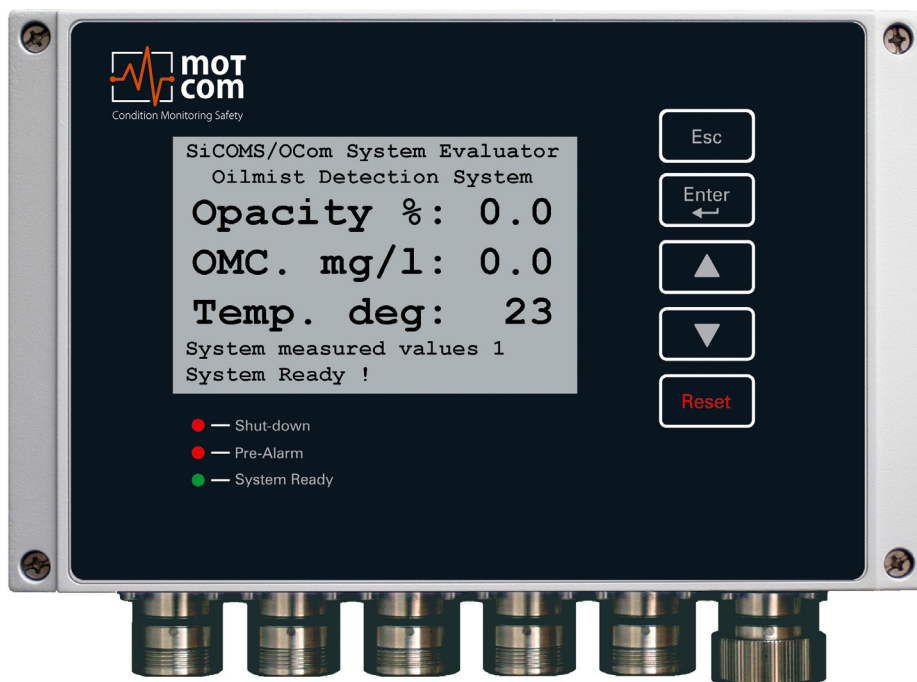 moT
com
Condition Monitoring Safety
SiCOMS/OCom System Evaluator
Oilmist Detection System
Opacity %: 0.0
OMC. mg/l: 0.0
Temp. deg: 23
System measured values 1
System Ready !
Esc
Enter
Reset
Shut-down
Pre-Alarm
System Ready